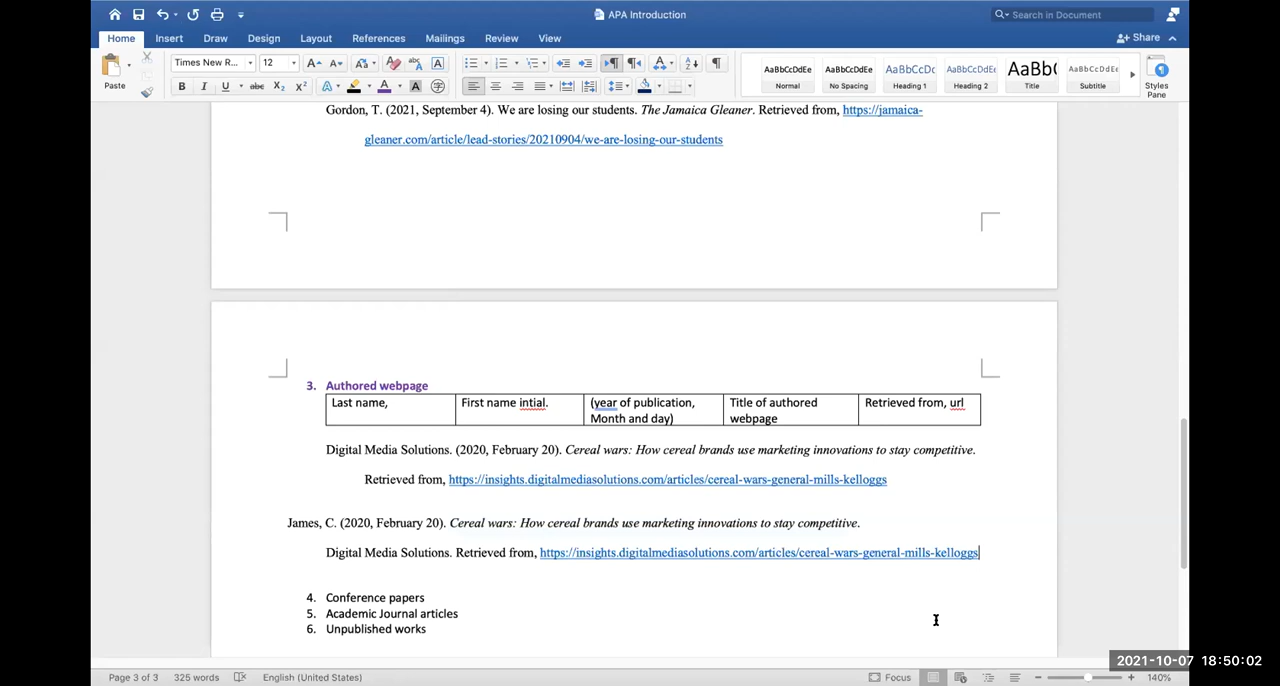 APA Introduction
Search in Document
Home Insert Draw Design Layout References Mailings Review View
Share
Paste
Times New R... 12
Normal No Spacing Heading 1 Heading 2 Title Subtitle
AaBbCcDdEe AaBbCcDdEe AaBbCcDc AaBbCcDdEe AaBb( AaBbCcDdEe
Styles
Pane
Gordon, T. (2021, September 4). We are losing our students. The Jamaica Gleaner. Retrieved from, https://jamaica-
gleaner.com/article/lead-stories/20210904/we-are-losing-our-students
3. Authored webpage
Last name, First name intial. (year of publication, Title of authored Retrieved from, url
Month and day) webpage
Digital Media Solutions. (2020, February 20). Cereal wars: How cereal brands use marketing innovations to stay competitive.
Retrieved from, https://insights.digitalmediasolutions.com/articles/cereal-wars-general-mills-kelloggs
James, C. (2020, February 20). Cereal wars: How cereal brands use marketing innovations to stay competitive.
Digital Media Solutions. Retrieved from, https://insights.digitalmediasolutions.com/articles/cereal-wars-general-mills-kelloggs
4. Conference papers
5. Academic Journal articles
6. Unpublished works
2021-10-07 18:50:02
Page 3 of 3 325 words English (United States) Focus 140%